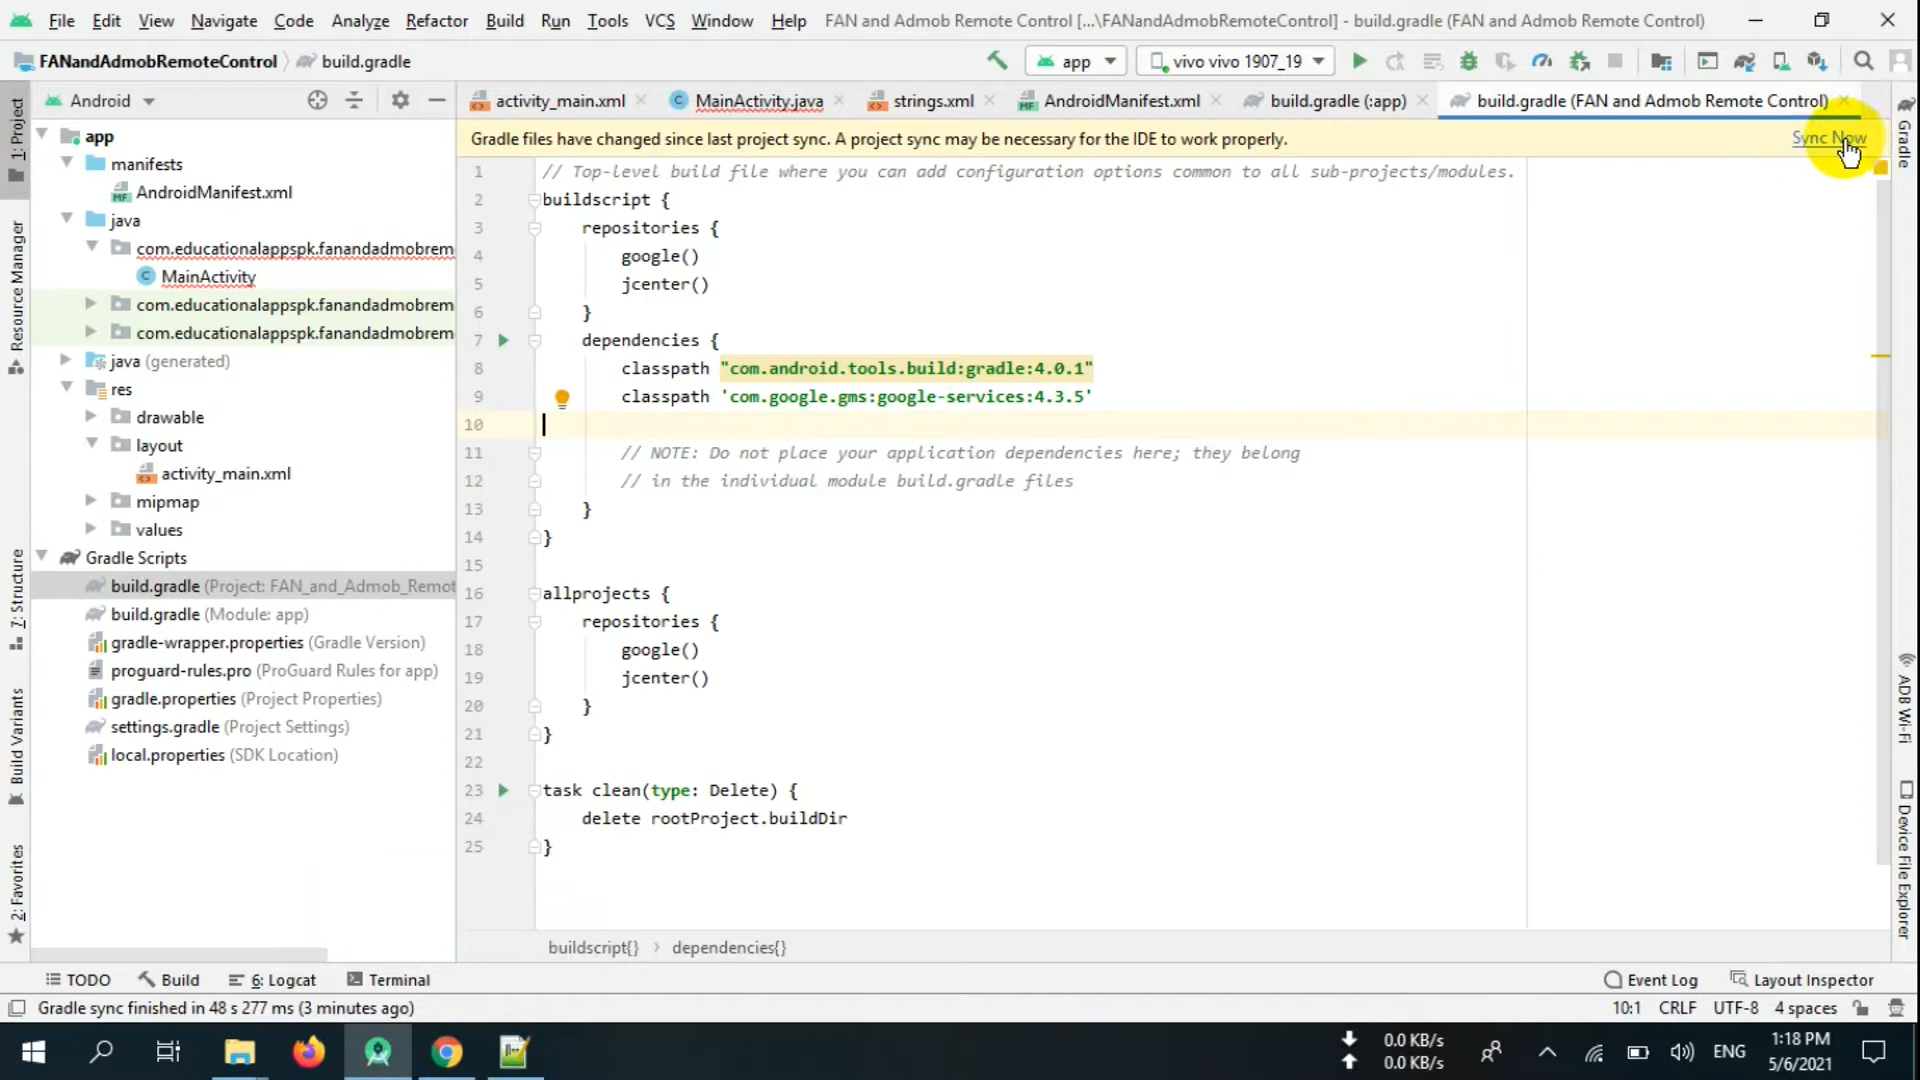 File Edit View Navigate Code Analyze Refactor Build Run Tools VCS Window Help FAN and Admob Remote Control [...\FANandAdmobRemoteControl] - build.gradle (FAN and Admob Remote Control)
FANandAdmobRemoteControl build.gradle app vivo vivo 1907_19
Android activity_main.xml MainActivity.java strings.xml AndroidManifest.xml build.gradle (:app) build.gradle (FAN and Admob Remote Control)
Gradle files have changed since last project sync. A project sync may be necessary for the IDE to work properly. Sync Now
1: Project
Resource Manager
7: Structure
Build Variants
2: Favorites
app
manifests
AndroidManifest.xml
java
com.educationalappspk.fanandadmobrem
MainActivity
com.educationalappspk.fanandadmobrem
com.educationalappspk.fanandadmobrem
java (generated)
res
drawable
layout
activity_main.xml
mipmap
values
Gradle Scripts
build.gradle (Project: FAN_and_Admob_Remot
build.gradle (Module: app)
gradle-wrapper.properties (Gradle Version)
proguard-rules.pro (ProGuard Rules for app)
gradle.properties (Project Properties)
settings.gradle (Project Settings)
local.properties (SDK Location)
1 // Top-level build file where you can add configuration options common to all sub-projects/modules.
2 buildscript {
3 repositories {
4 google()
5 jcenter()
6 }
7 dependencies {
8 classpath "com.android.tools.build:gradle:4.0.1"
9 classpath 'com.google.gms:google-services:4.3.5'
10
11 // NOTE: Do not place your application dependencies here; they belong
12 // in the individual module build.gradle files
13 }
14 }
15
16 allprojects {
17 repositories {
18 google()
19 jcenter()
20 }
21 }
22
23 task clean(type: Delete) {
24 delete rootProject.buildDir
25 }
Gradle
ADB Wi-Fi
Device File Explorer
buildscript{} › dependencies{}
TODO Build 6: Logcat Terminal Event Log Layout Inspector
Gradle sync finished in 48 s 277 ms (3 minutes ago) 10:1 CRLF UTF-8 4 spaces
0.0 KB/s
0.0 KB/s
ENG
1:18 PM
5/6/2021